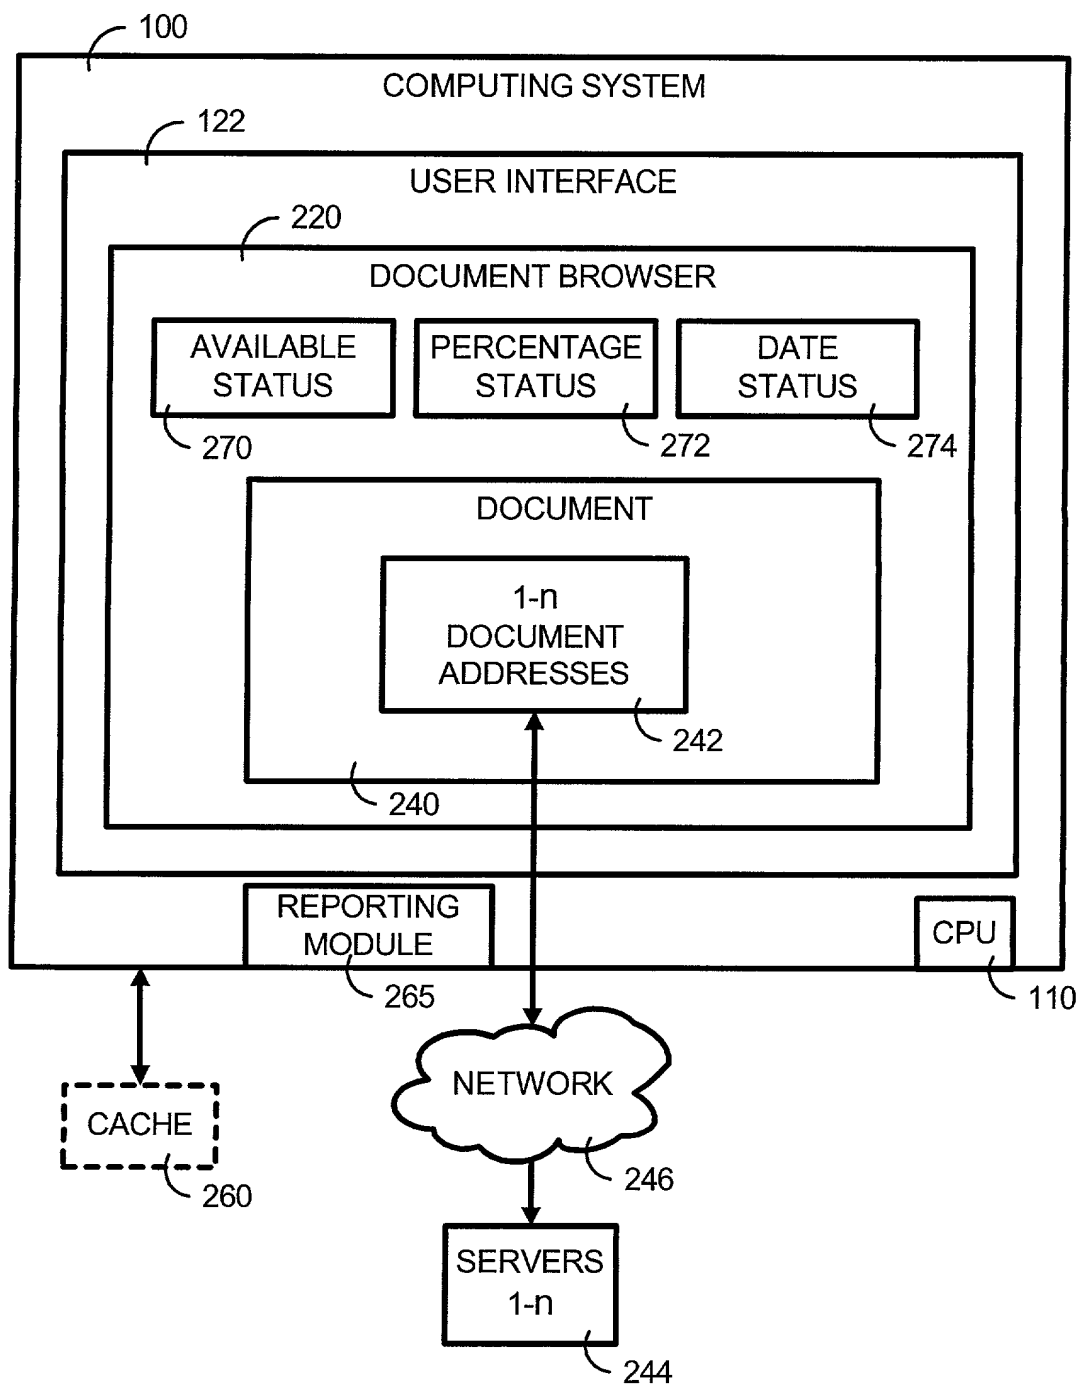 100
COMPUTING SYSTEM
122
USER INTERFACE
220
DOCUMENT BROWSER
AVAILABLE
STATUS
270
PERCENTAGE
STATUS
272
DATE
STATUS
274
DOCUMENT
1-n
DOCUMENT
ADDRESSES
242
240
REPORTING
MODULE
265
CPU
110
NETWORK
246
CACHE
260
SERVERS
1-n
244